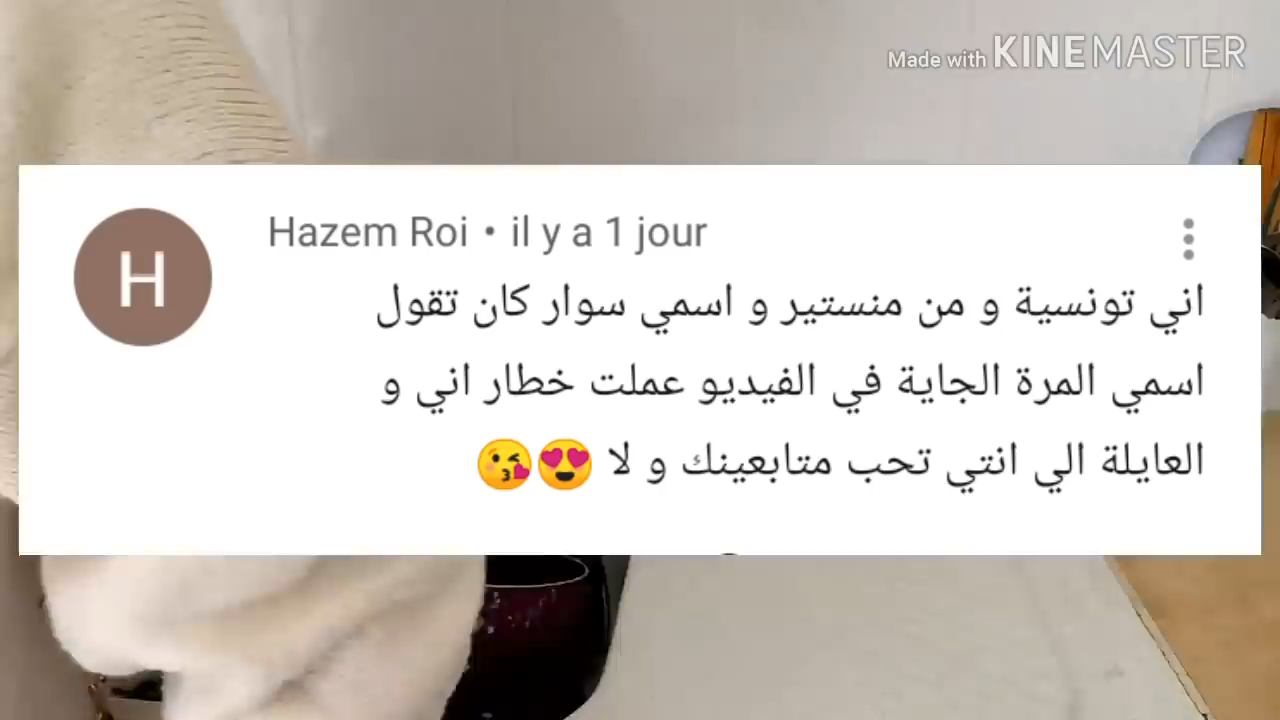 Made with KINEMASTER
Hazem Roi • il y a 1 jour
H
اني تونسية و من منستير و اسمي سوار كان تقول
اسمي المرة الجاية في الفيديو عملت خطار اني و
العايلة الي انتي تحب متابعينك و لا 😍😘